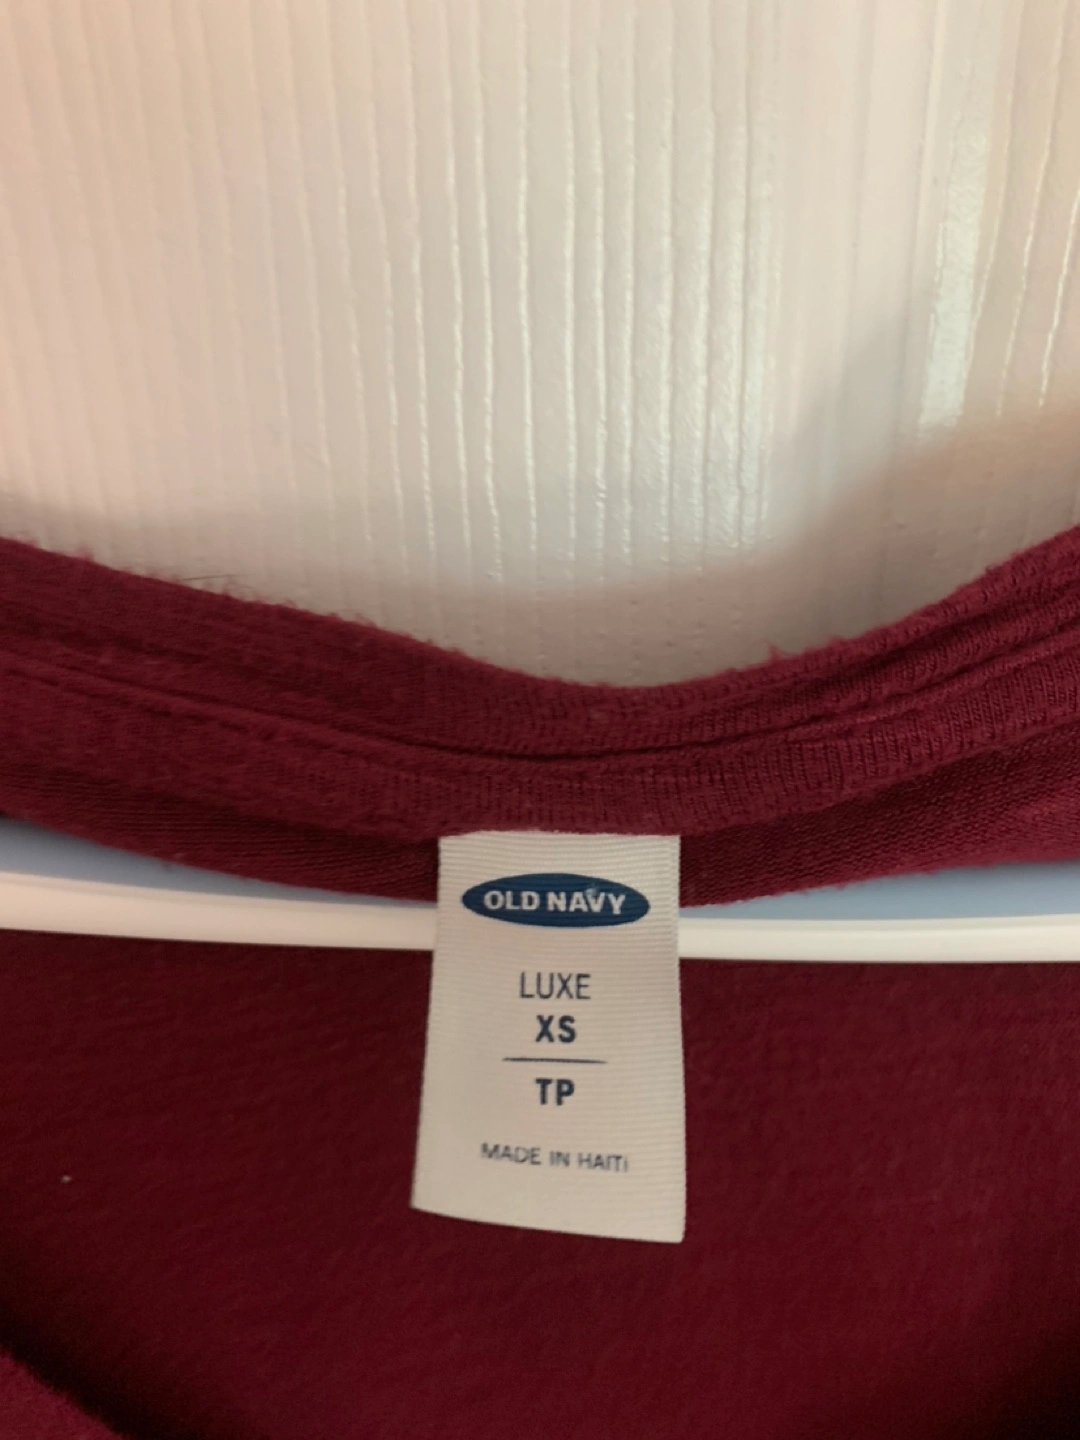 OLD NAVY
LUXE
XS
TP
MADE IN HAITI